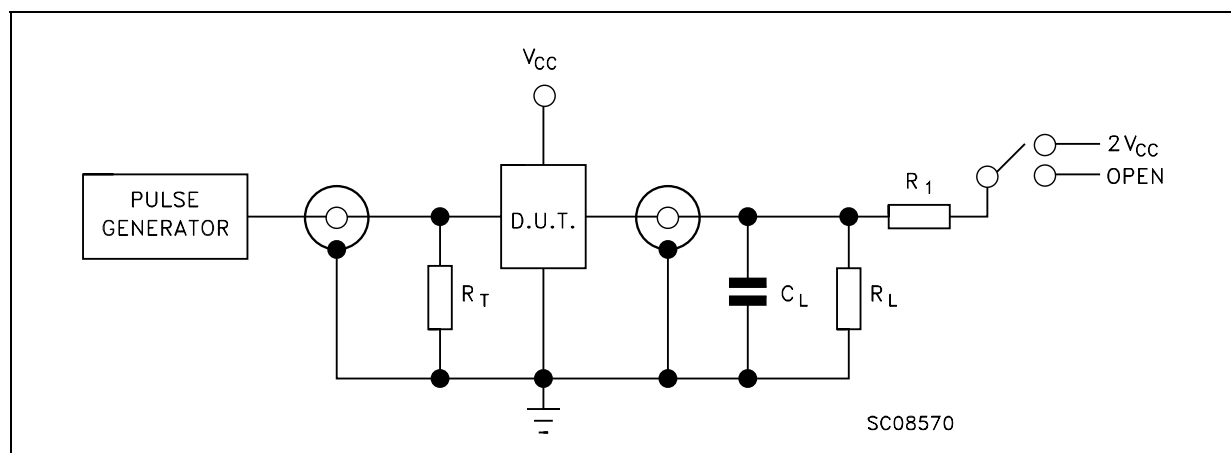 VCC
2VCC
OPEN
R1
PULSE
GENERATOR
D.U.T.
RT
CL
RL
SC08570